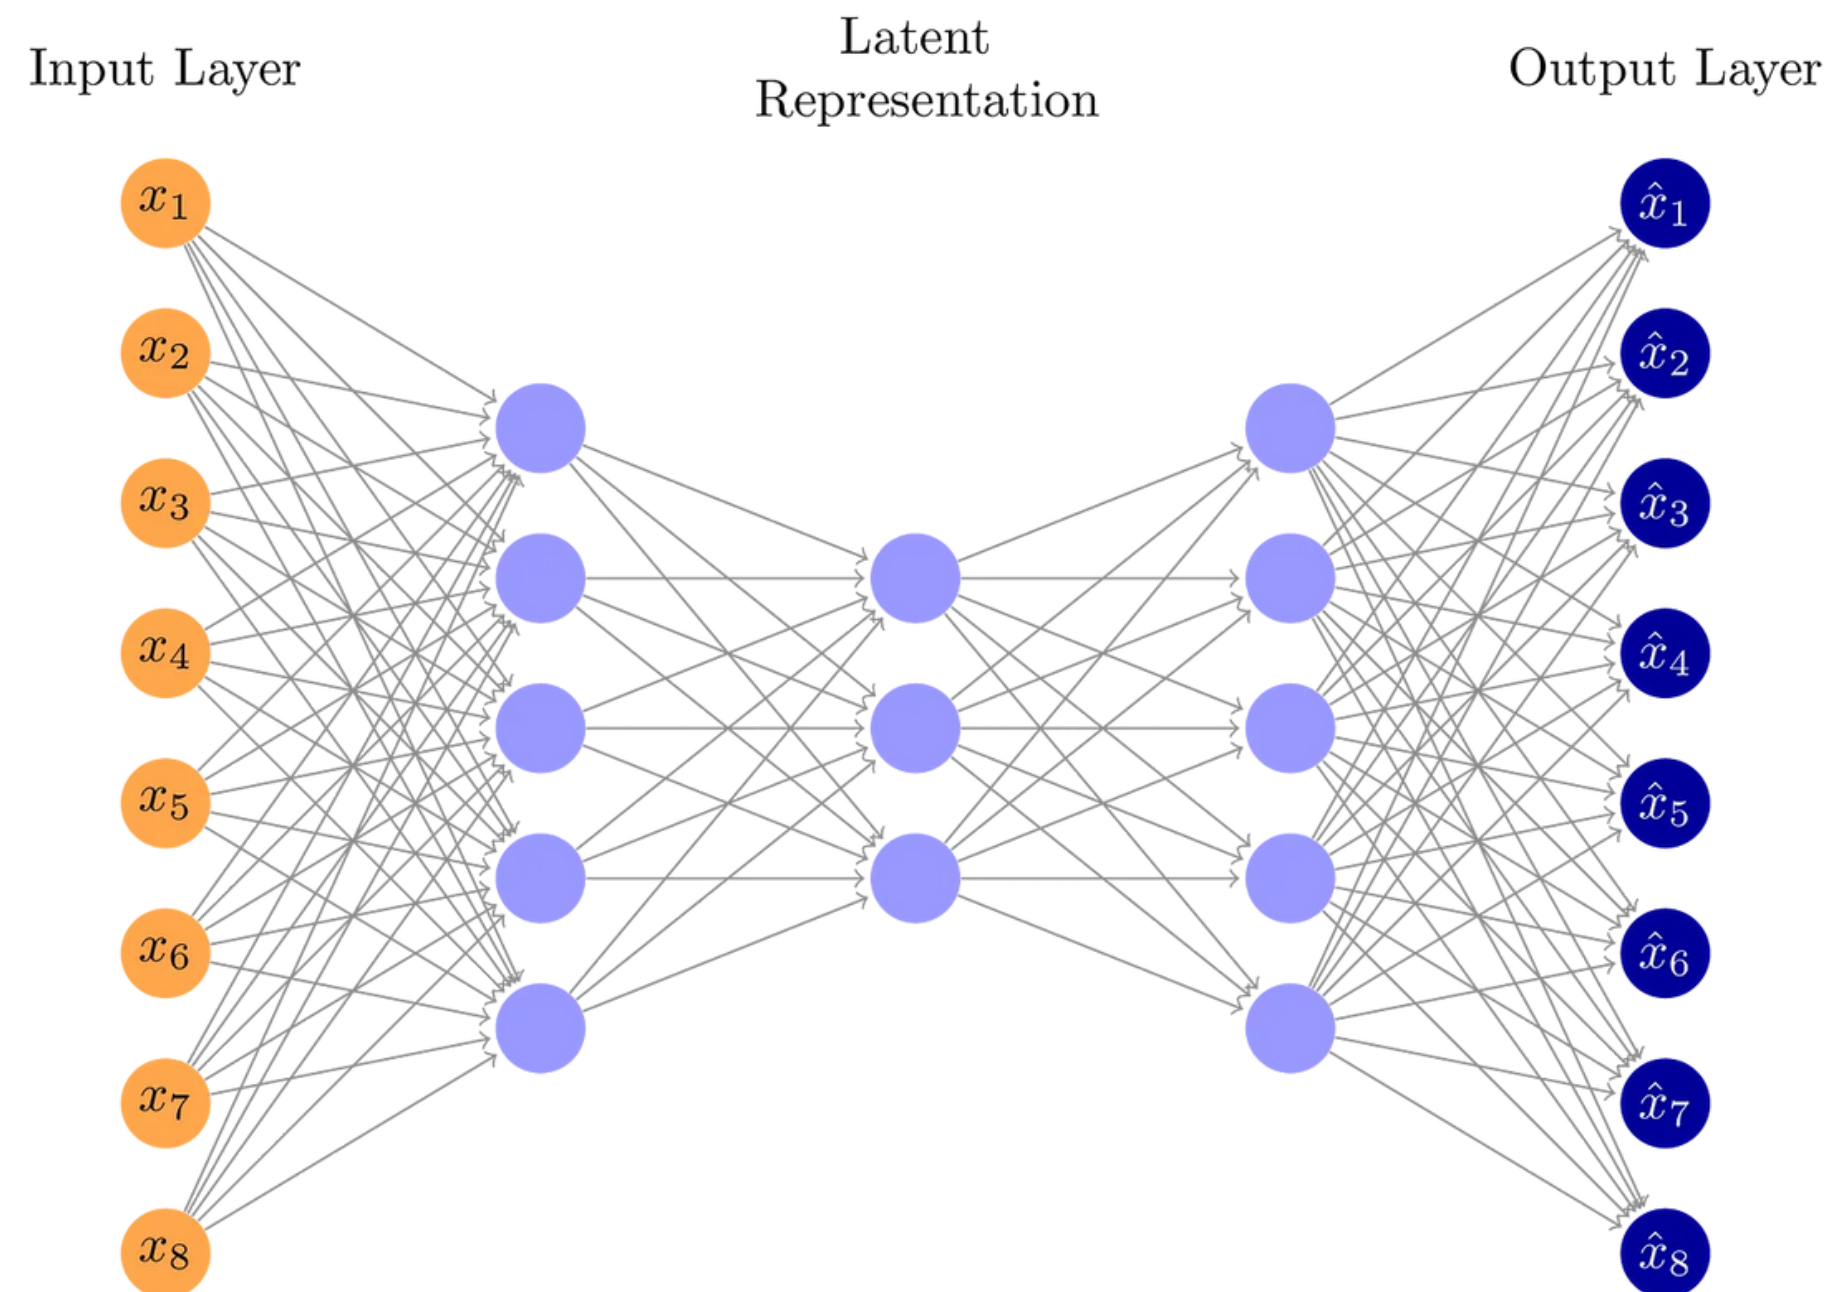 Input Layer
Latent
Representation
Output Layer
x₁
x₂
x₃
x₄
x₅
x₆
x₇
x₈
x̂₁
x̂₂
x̂₃
x̂₄
x̂₅
x̂₆
x̂₇
x̂₈